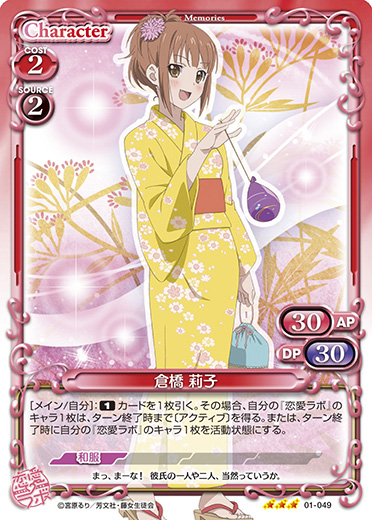 Memories
Character
COST
2
SOURCE
2
30 AP
DP 30
倉橋 莉子
[メイン/自分]:1カードを1枚引く。その場合、自分の『恋愛ラボ』の
キャラ1枚は、ターン終了時まで〔アクティブ〕を得る。または、ターン終
了時に自分の『恋愛ラボ』のキャラ1枚を活動状態にする。
和服
まっ、まーな! 彼氏の一人や二人、当然っていうか。
恋愛
ラボ
©宮原るり/芳文社・藤女生徒会
01-049